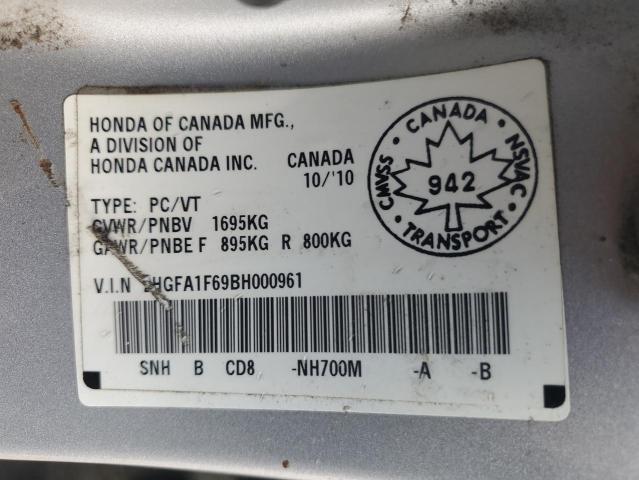 HONDA OF CANADA MFG.,
A DIVISION OF
HONDA CANADA INC. CANADA
10/'10
TYPE: PC/VT
GVWR/PNBV 1695KG
GAWR/PNBE F 895KG R 800KG
V.I.N 2HGFA1F69BH000961
SNH B CD8 -NH700M -A -B
CANADA
CMVSS
NSVAC
942
TRANSPORT